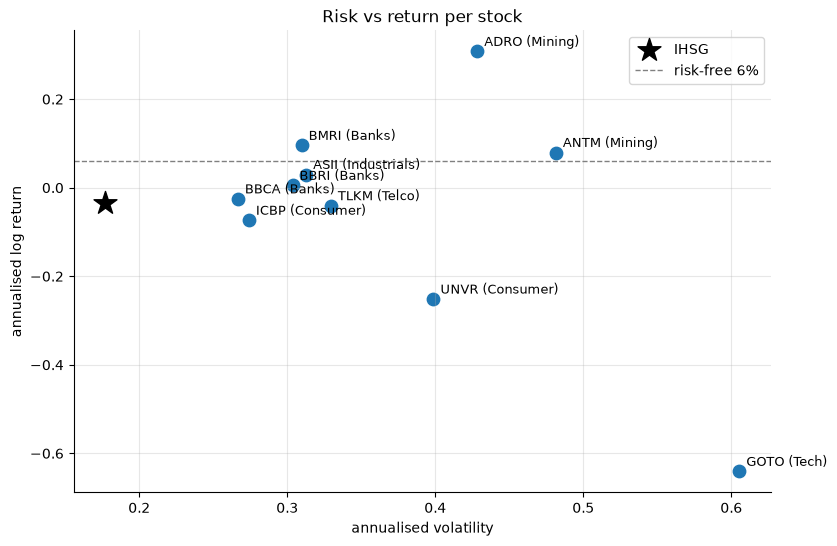 Risk vs return per stock
ADRO (Mining)
IHSG
risk-free 6%
BMRI (Banks)
ANTM (Mining)
ASII (Industrials)
BBRI (Banks)
BBCA (Banks)
TLKM (Telco)
ICBP (Consumer)
UNVR (Consumer)
GOTO (Tech)
0.2
0.0
−0.2
−0.4
−0.6
annualised log return
0.2 0.3 0.4 0.5 0.6
annualised volatility